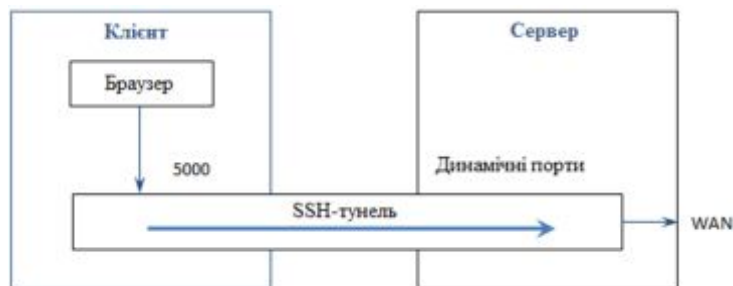 Клієнт
Сервер
Браузер
5000
Динамічні порти
SSH-тунель
WAN